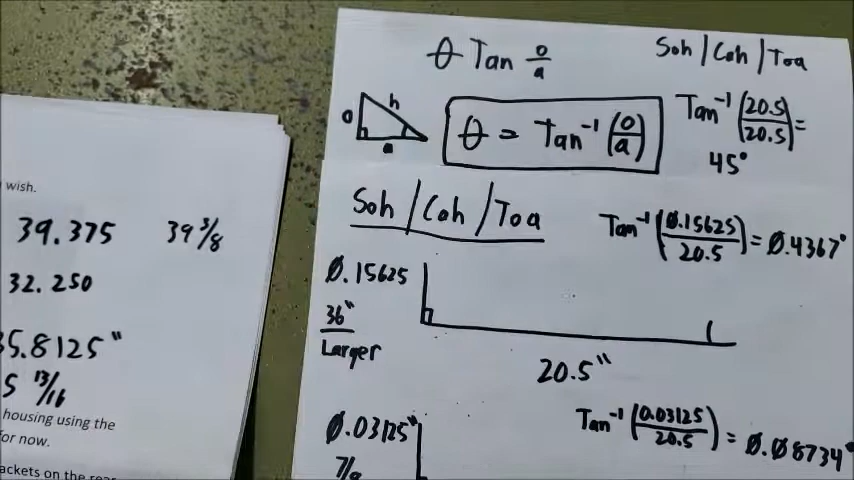 wish.
39.375 39 3/8
32.250
5.8125"
5 13/16
housing using the
for now.
ackets on the rear
θ Tan o/a
Soh/Cah/Toa
o h a
θ = Tan⁻¹(o/a)
Tan⁻¹(20.5/20.5) =
45°
Soh/Cah/Toa
Tan⁻¹(0.15625/20.5) = 0.4367°
0.15625
36"
Larger
20.5"
0.03125"
Tan⁻¹(0.03125/20.5) = 0.08734°